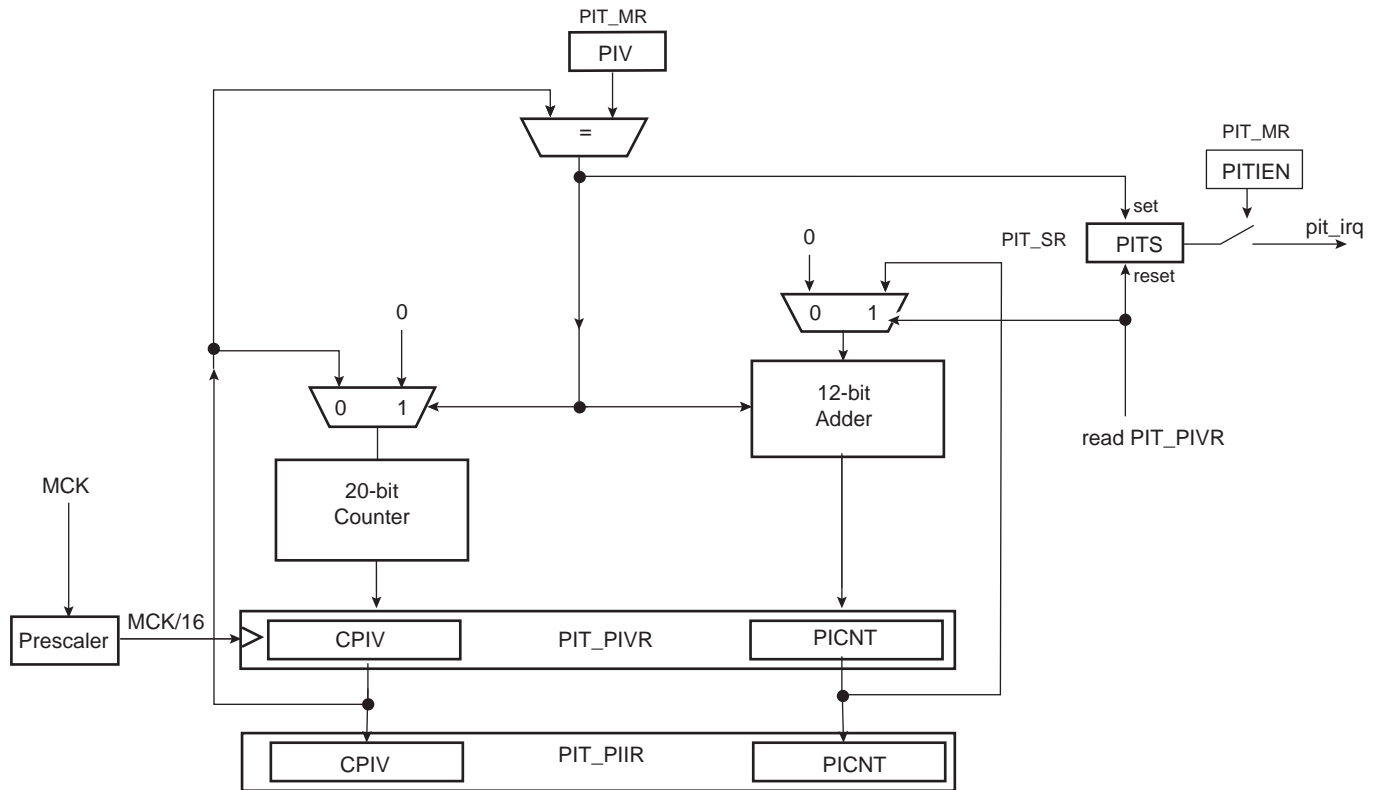 PIT_MR
PIV
=
PIT_MR
PITIEN
set
PIT_SR
PITS
pit_irq
reset
0
0 1
0
0 1
12-bit
Adder
read PIT_PIVR
20-bit
Counter
MCK
MCK/16
Prescaler
CPIV
PIT_PIVR
PICNT
CPIV
PIT_PIIR
PICNT